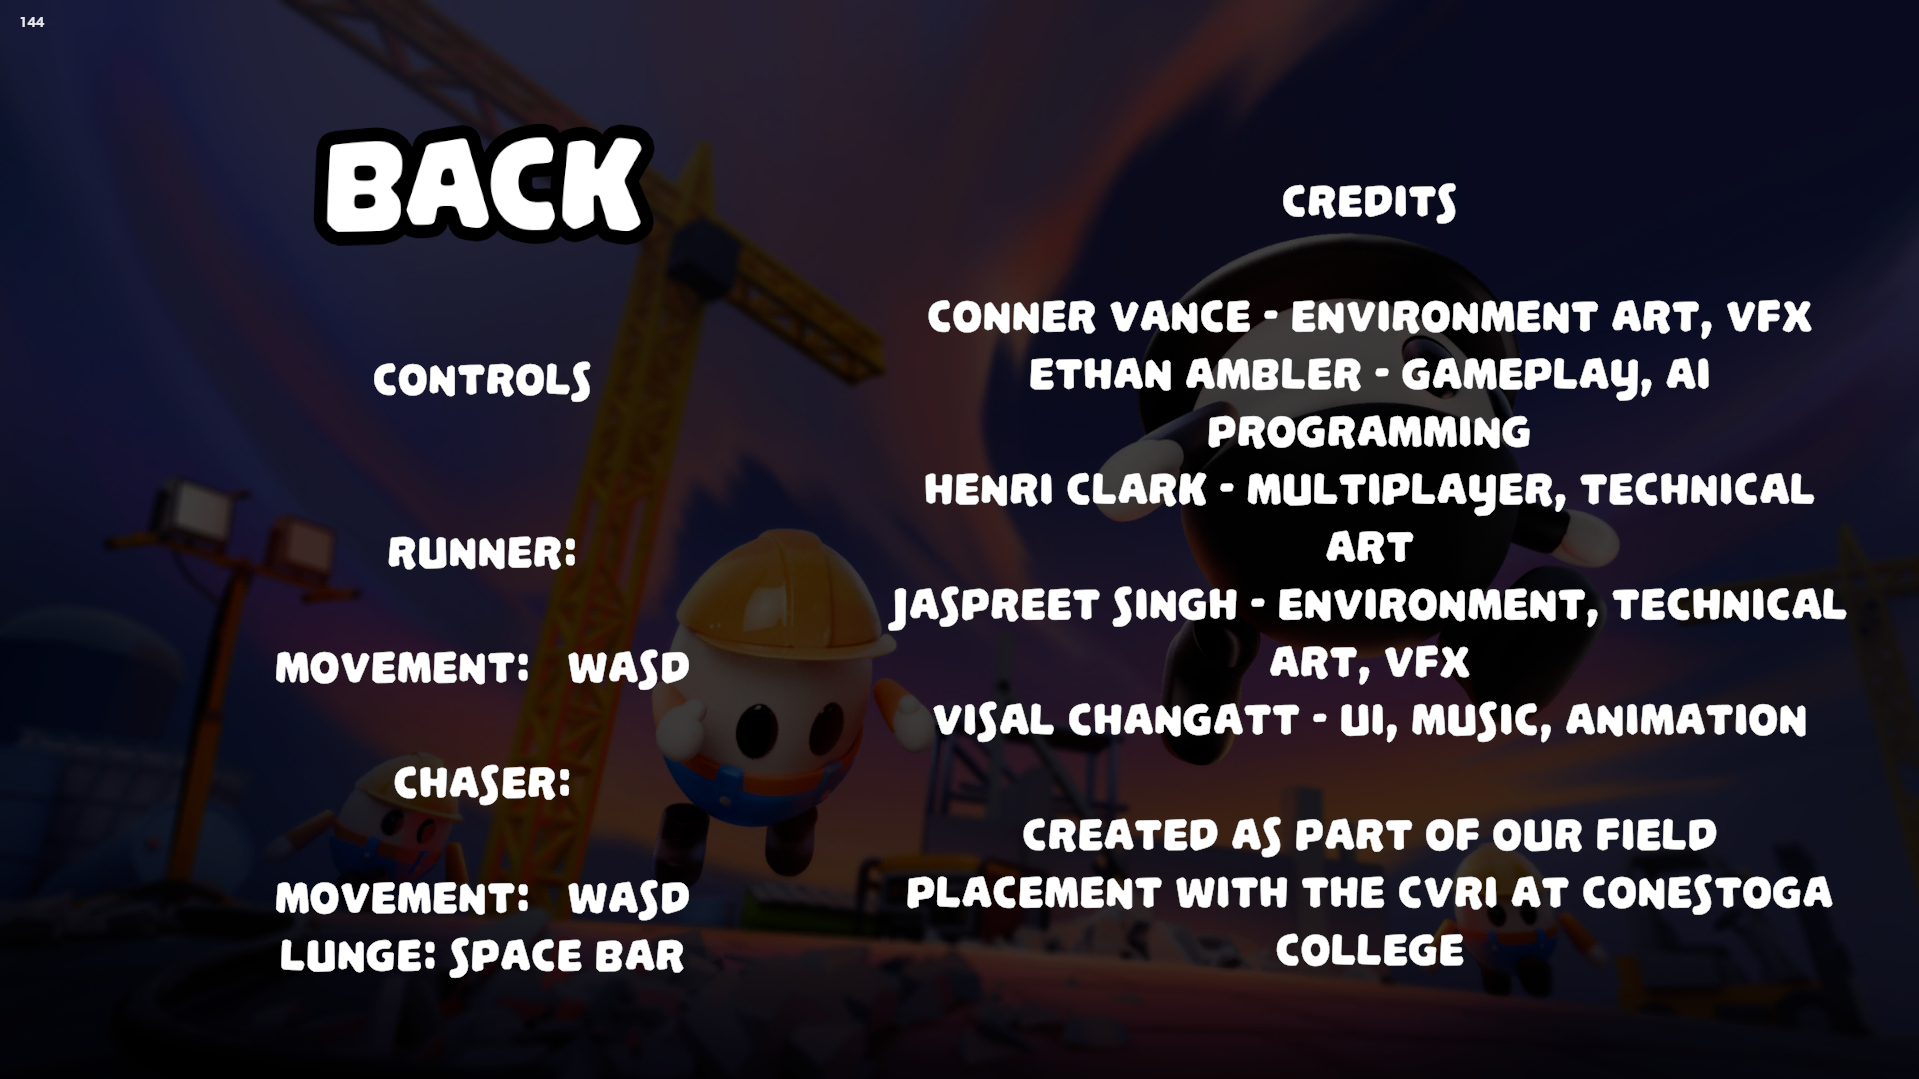 144
BACK
CONTROLS
RUNNER:
MOVEMENT: WASD
CHASER:
MOVEMENT: WASD
LUNGE: SPACE BAR
CREDITS
CONNER VANCE - ENVIRONMENT ART, VFX
ETHAN AMBLER - GAMEPLAY, AI
PROGRAMMING
HENRI CLARK - MULTIPLAYER, TECHNICAL
ART
JASPREET SINGH - ENVIRONMENT, TECHNICAL
ART, VFX
VISAL CHANGATT - UI, MUSIC, ANIMATION
CREATED AS PART OF OUR FIELD
PLACEMENT WITH THE CVRI AT CONESTOGA
COLLEGE